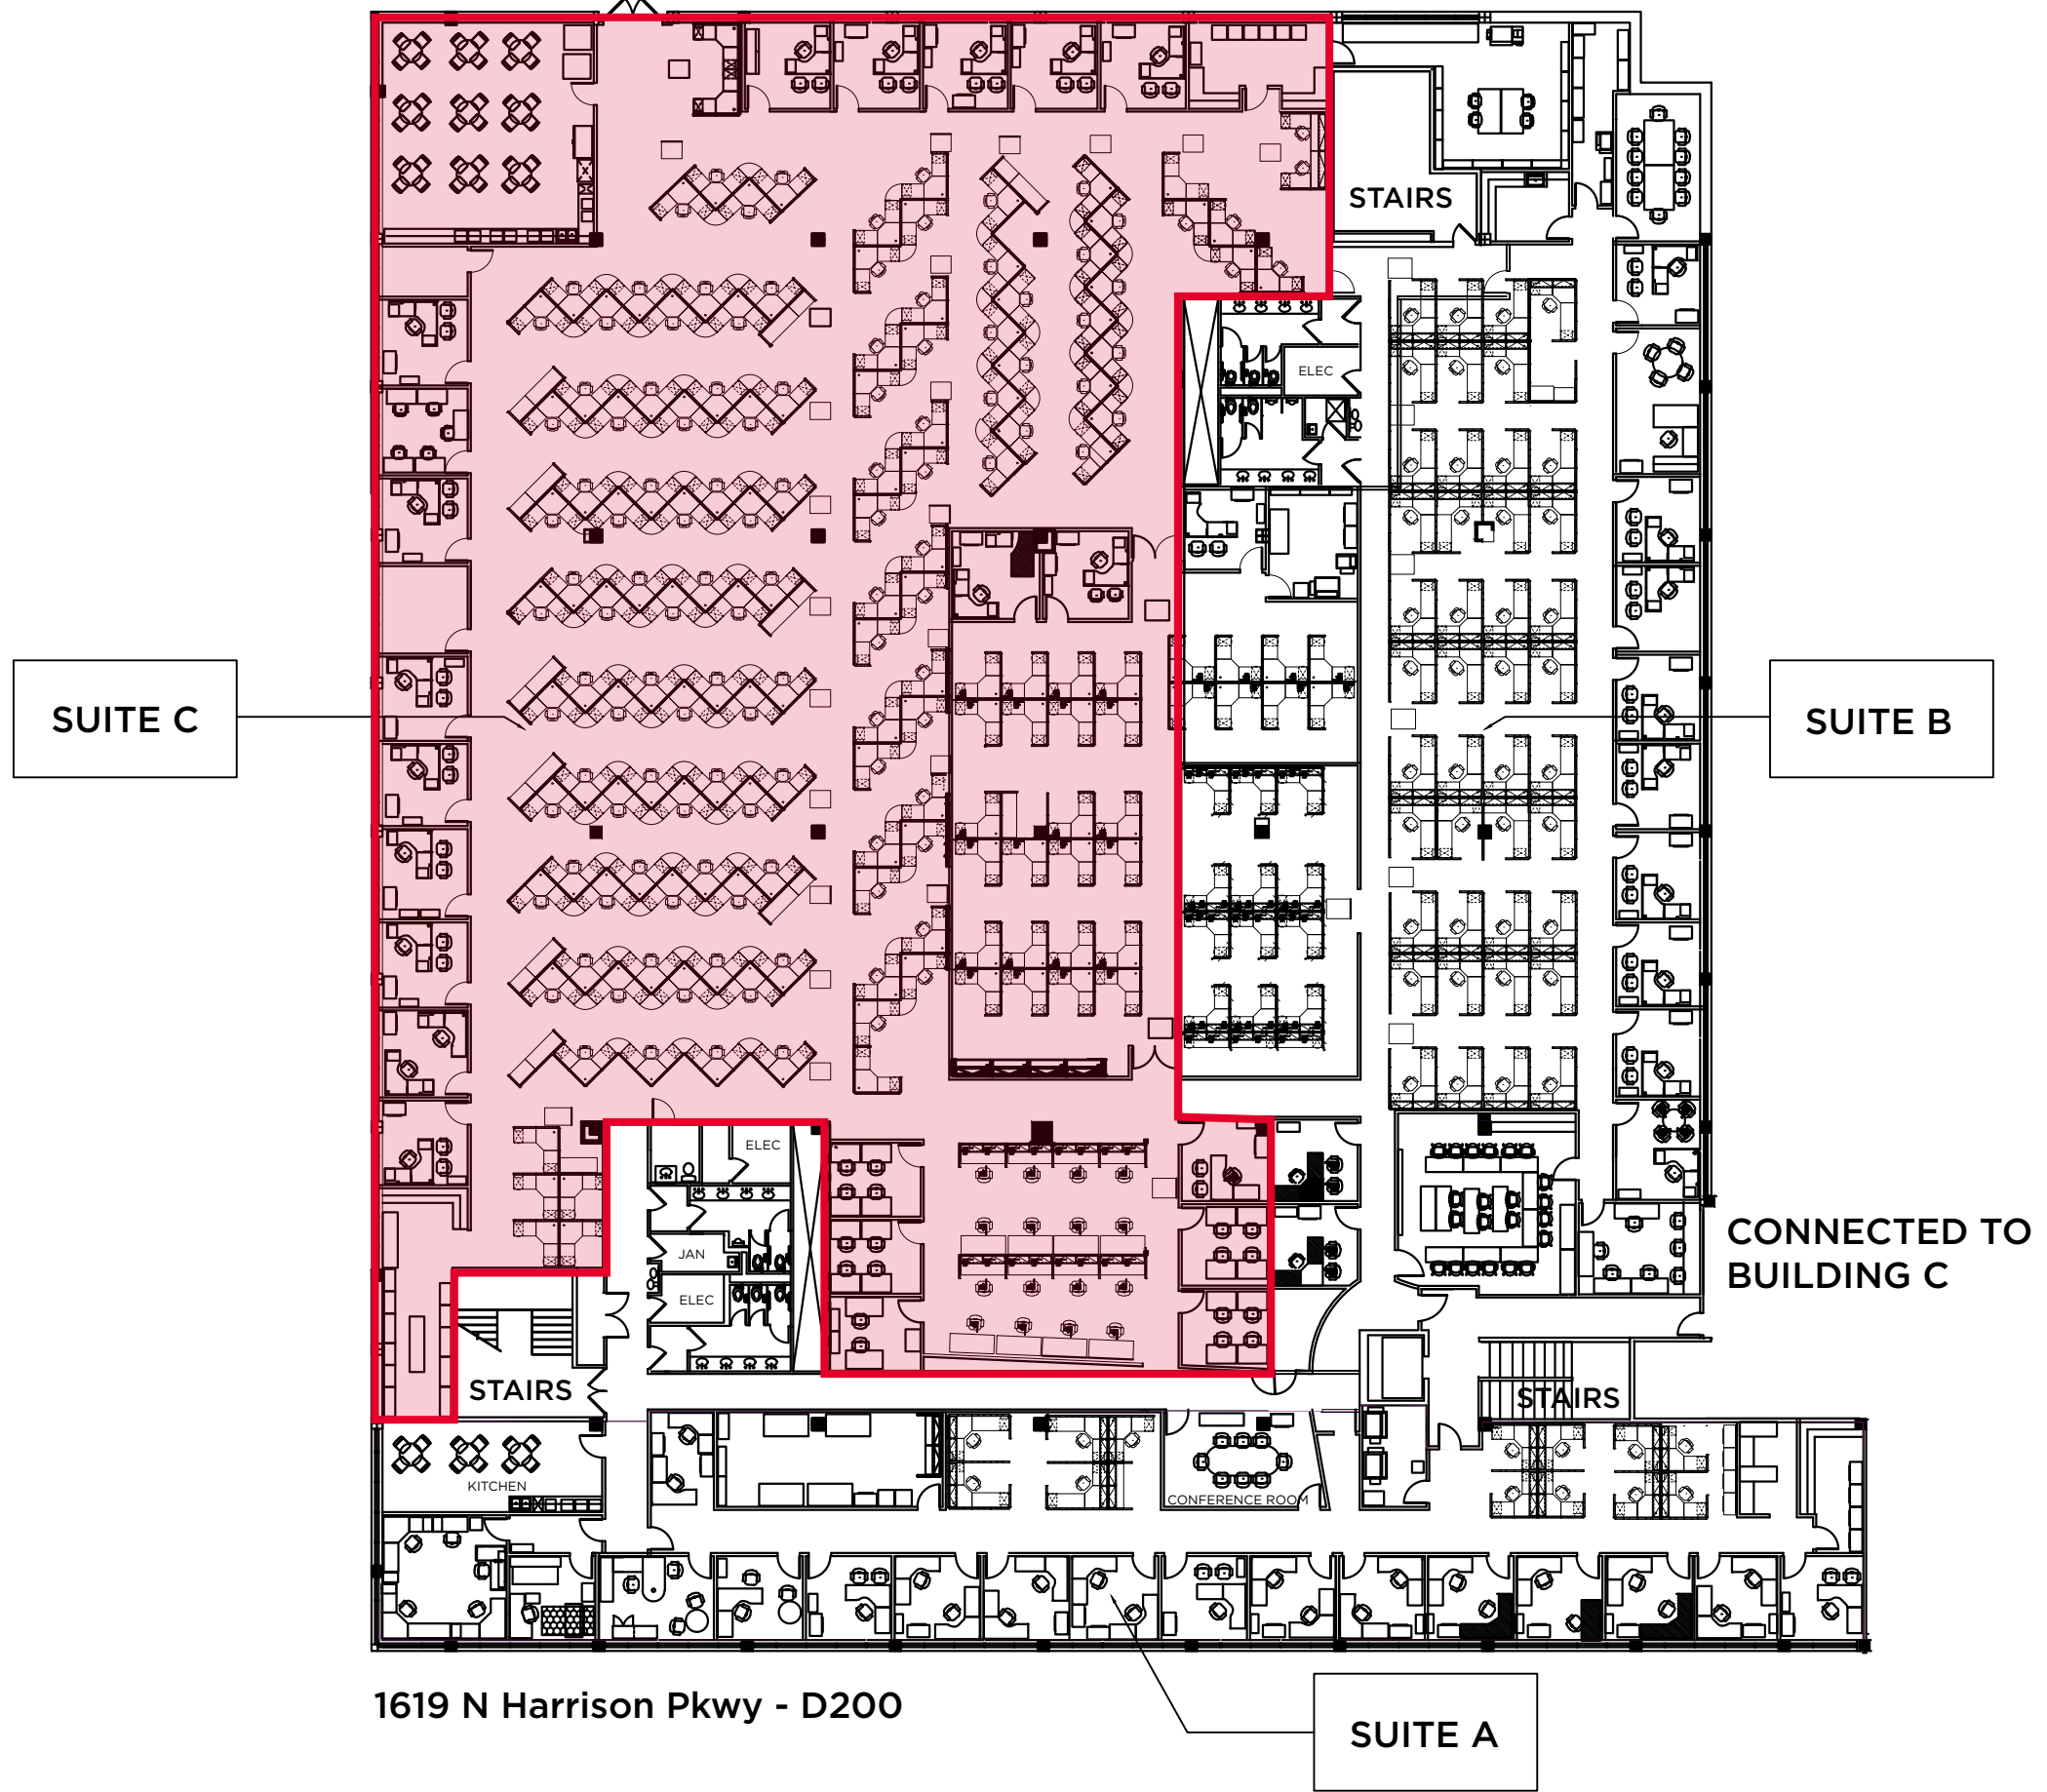 STAIRS
ELEC
SUITE C
SUITE B
ELEC
JAN
ELEC
CONNECTED TO
BUILDING C
STAIRS
STAIRS
KITCHEN
CONFERENCE ROOM
1619 N Harrison Pkwy - D200
SUITE A